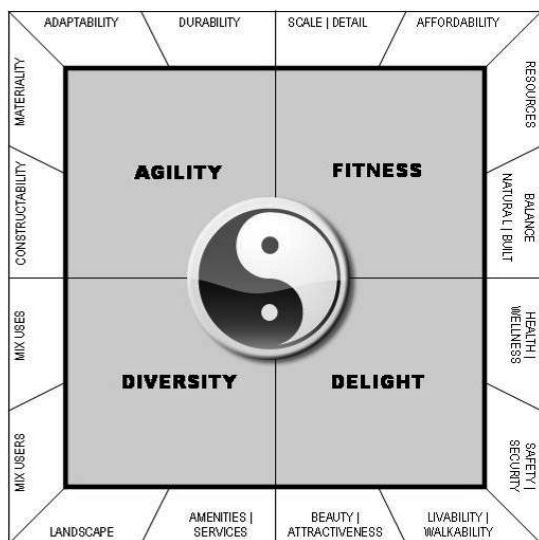 ADAPTABILITY
DURABILITY
SCALE | DETAIL
AFFORDABILITY
MATERIALITY
CONSTRUCTABILITY
MIX USES
MIX USERS
AGILITY
FITNESS
DIVERSITY
DELIGHT
RESOURCES
BALANCE
NATURAL | BUILT
HEALTH |
WELLNESS
SAFETY |
SECURITY
LANDSCAPE
AMENITIES |
SERVICES
BEAUTY |
ATTRACTIVENESS
LIVABILITY |
WALKABILITY